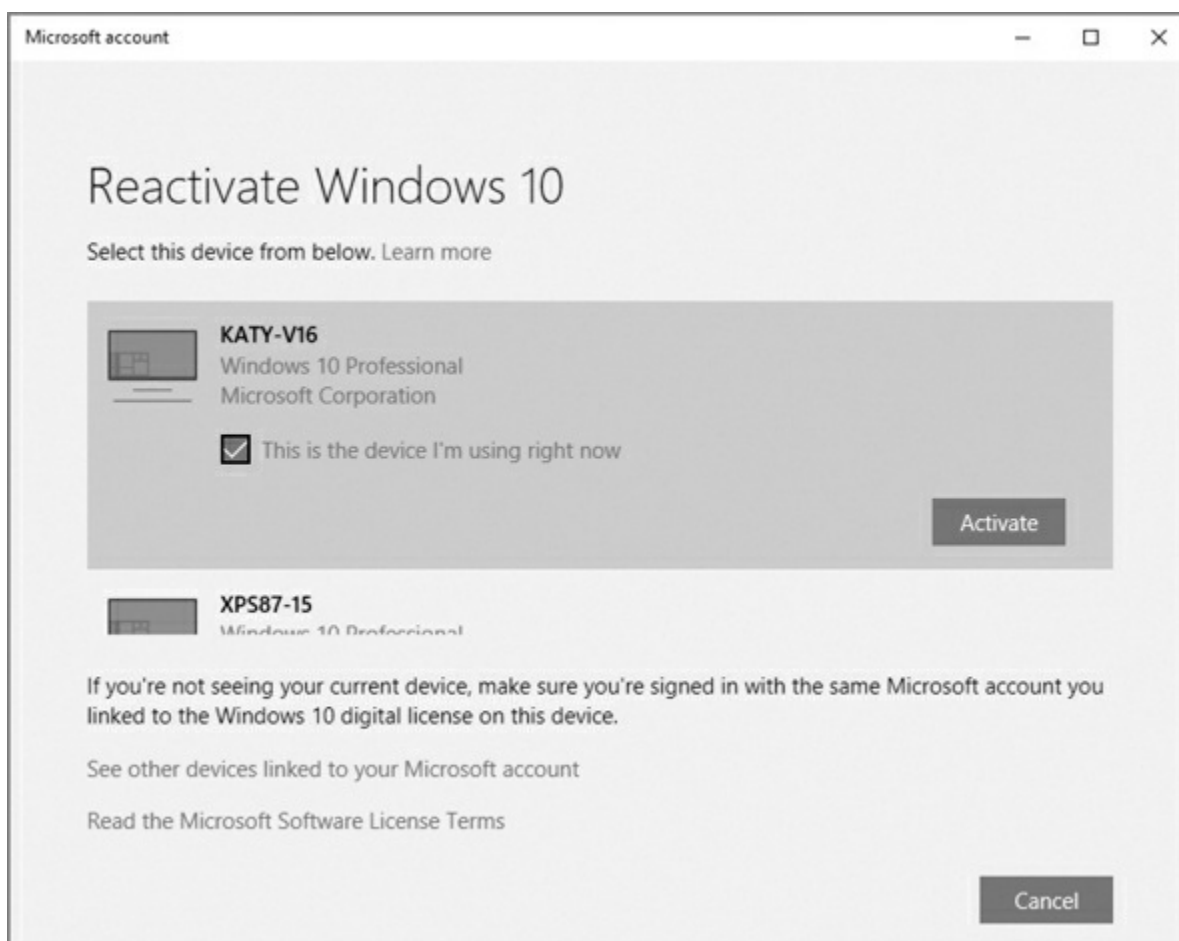 Microsoft account
Reactivate Windows 10
Select this device from below. Learn more
KATY-V16
Windows 10 Professional
Microsoft Corporation
This is the device I'm using right now
Activate
XPS87-15
Windows 10 Professional
If you're not seeing your current device, make sure you're signed in with the same Microsoft account you
linked to the Windows 10 digital license on this device.
See other devices linked to your Microsoft account
Read the Microsoft Software License Terms
Cancel